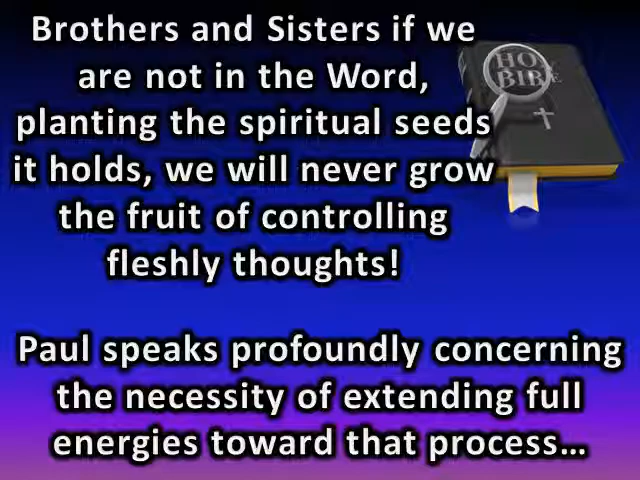 Brothers and Sisters if we
are not in the Word,
planting the spiritual seeds
it holds, we will never grow
the fruit of controlling
fleshly thoughts!
Paul speaks profoundly concerning
the necessity of extending full
energies toward that process…
HOLY
BIBLE